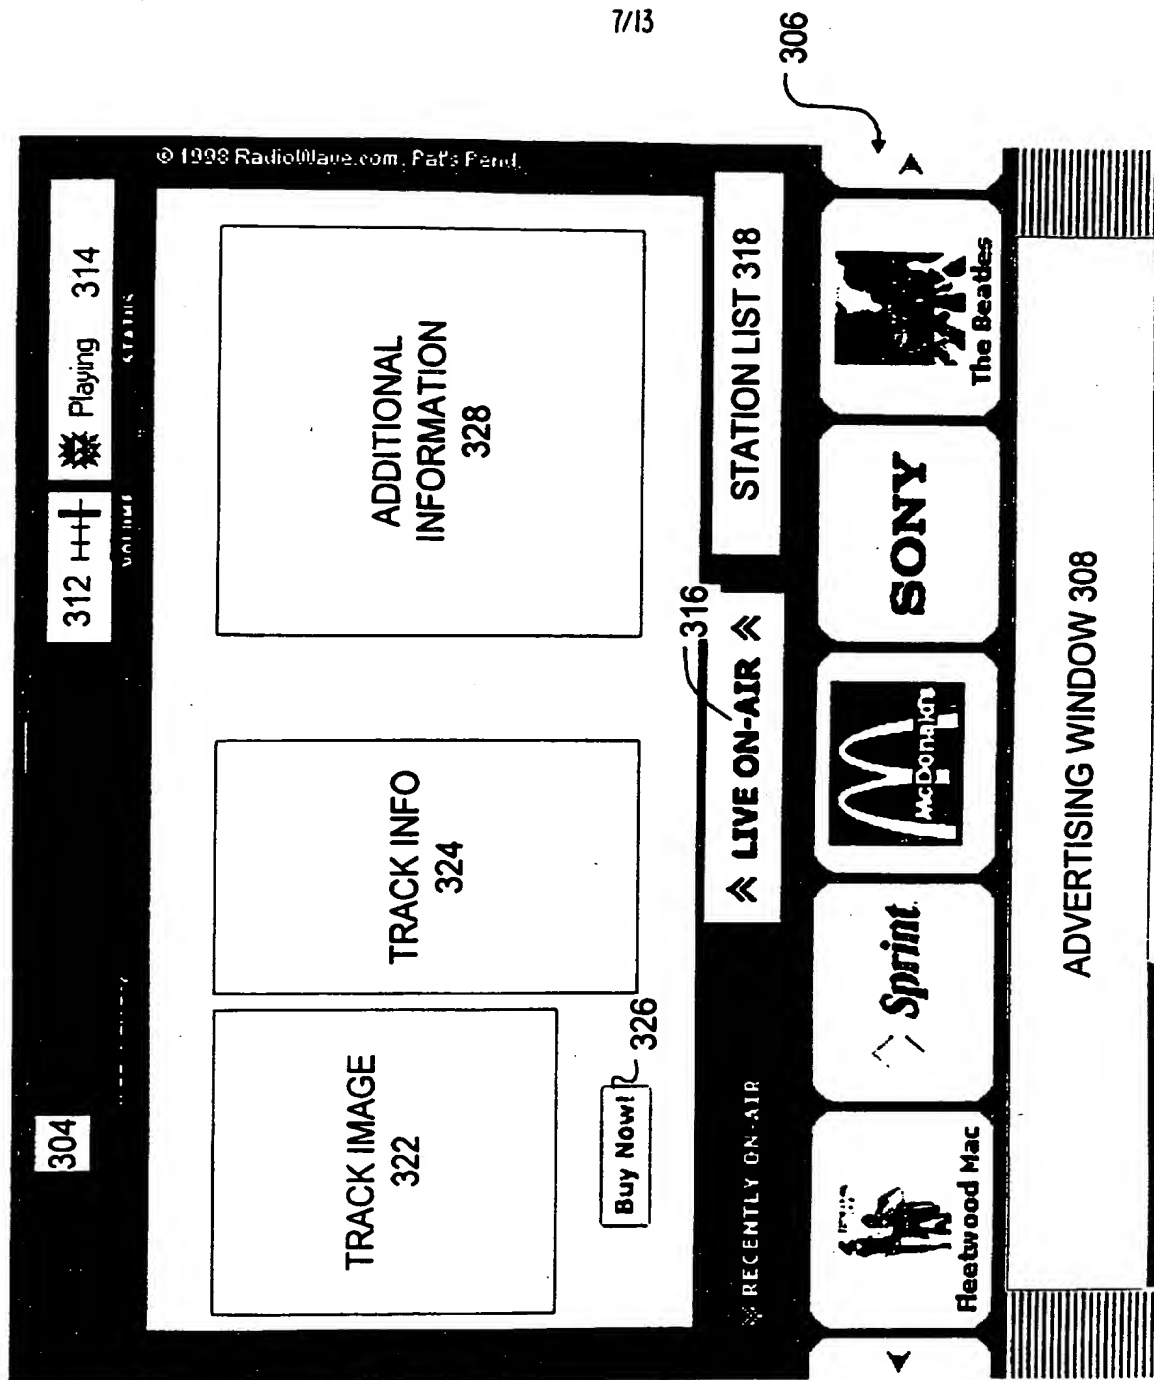 7/13
306
304
312
Playing 314
© 1998 RadioWave.com. Pat's Pend.
TRACK IMAGE
322
Buy Now!
326
TRACK INFO
324
ADDITIONAL
INFORMATION
328
RECENTLY ON-AIR
LIVE ON-AIR
316
STATION LIST 318
Fleetwood Mac
Sprint
McDonald's
SONY
The Beatles
ADVERTISING WINDOW 308